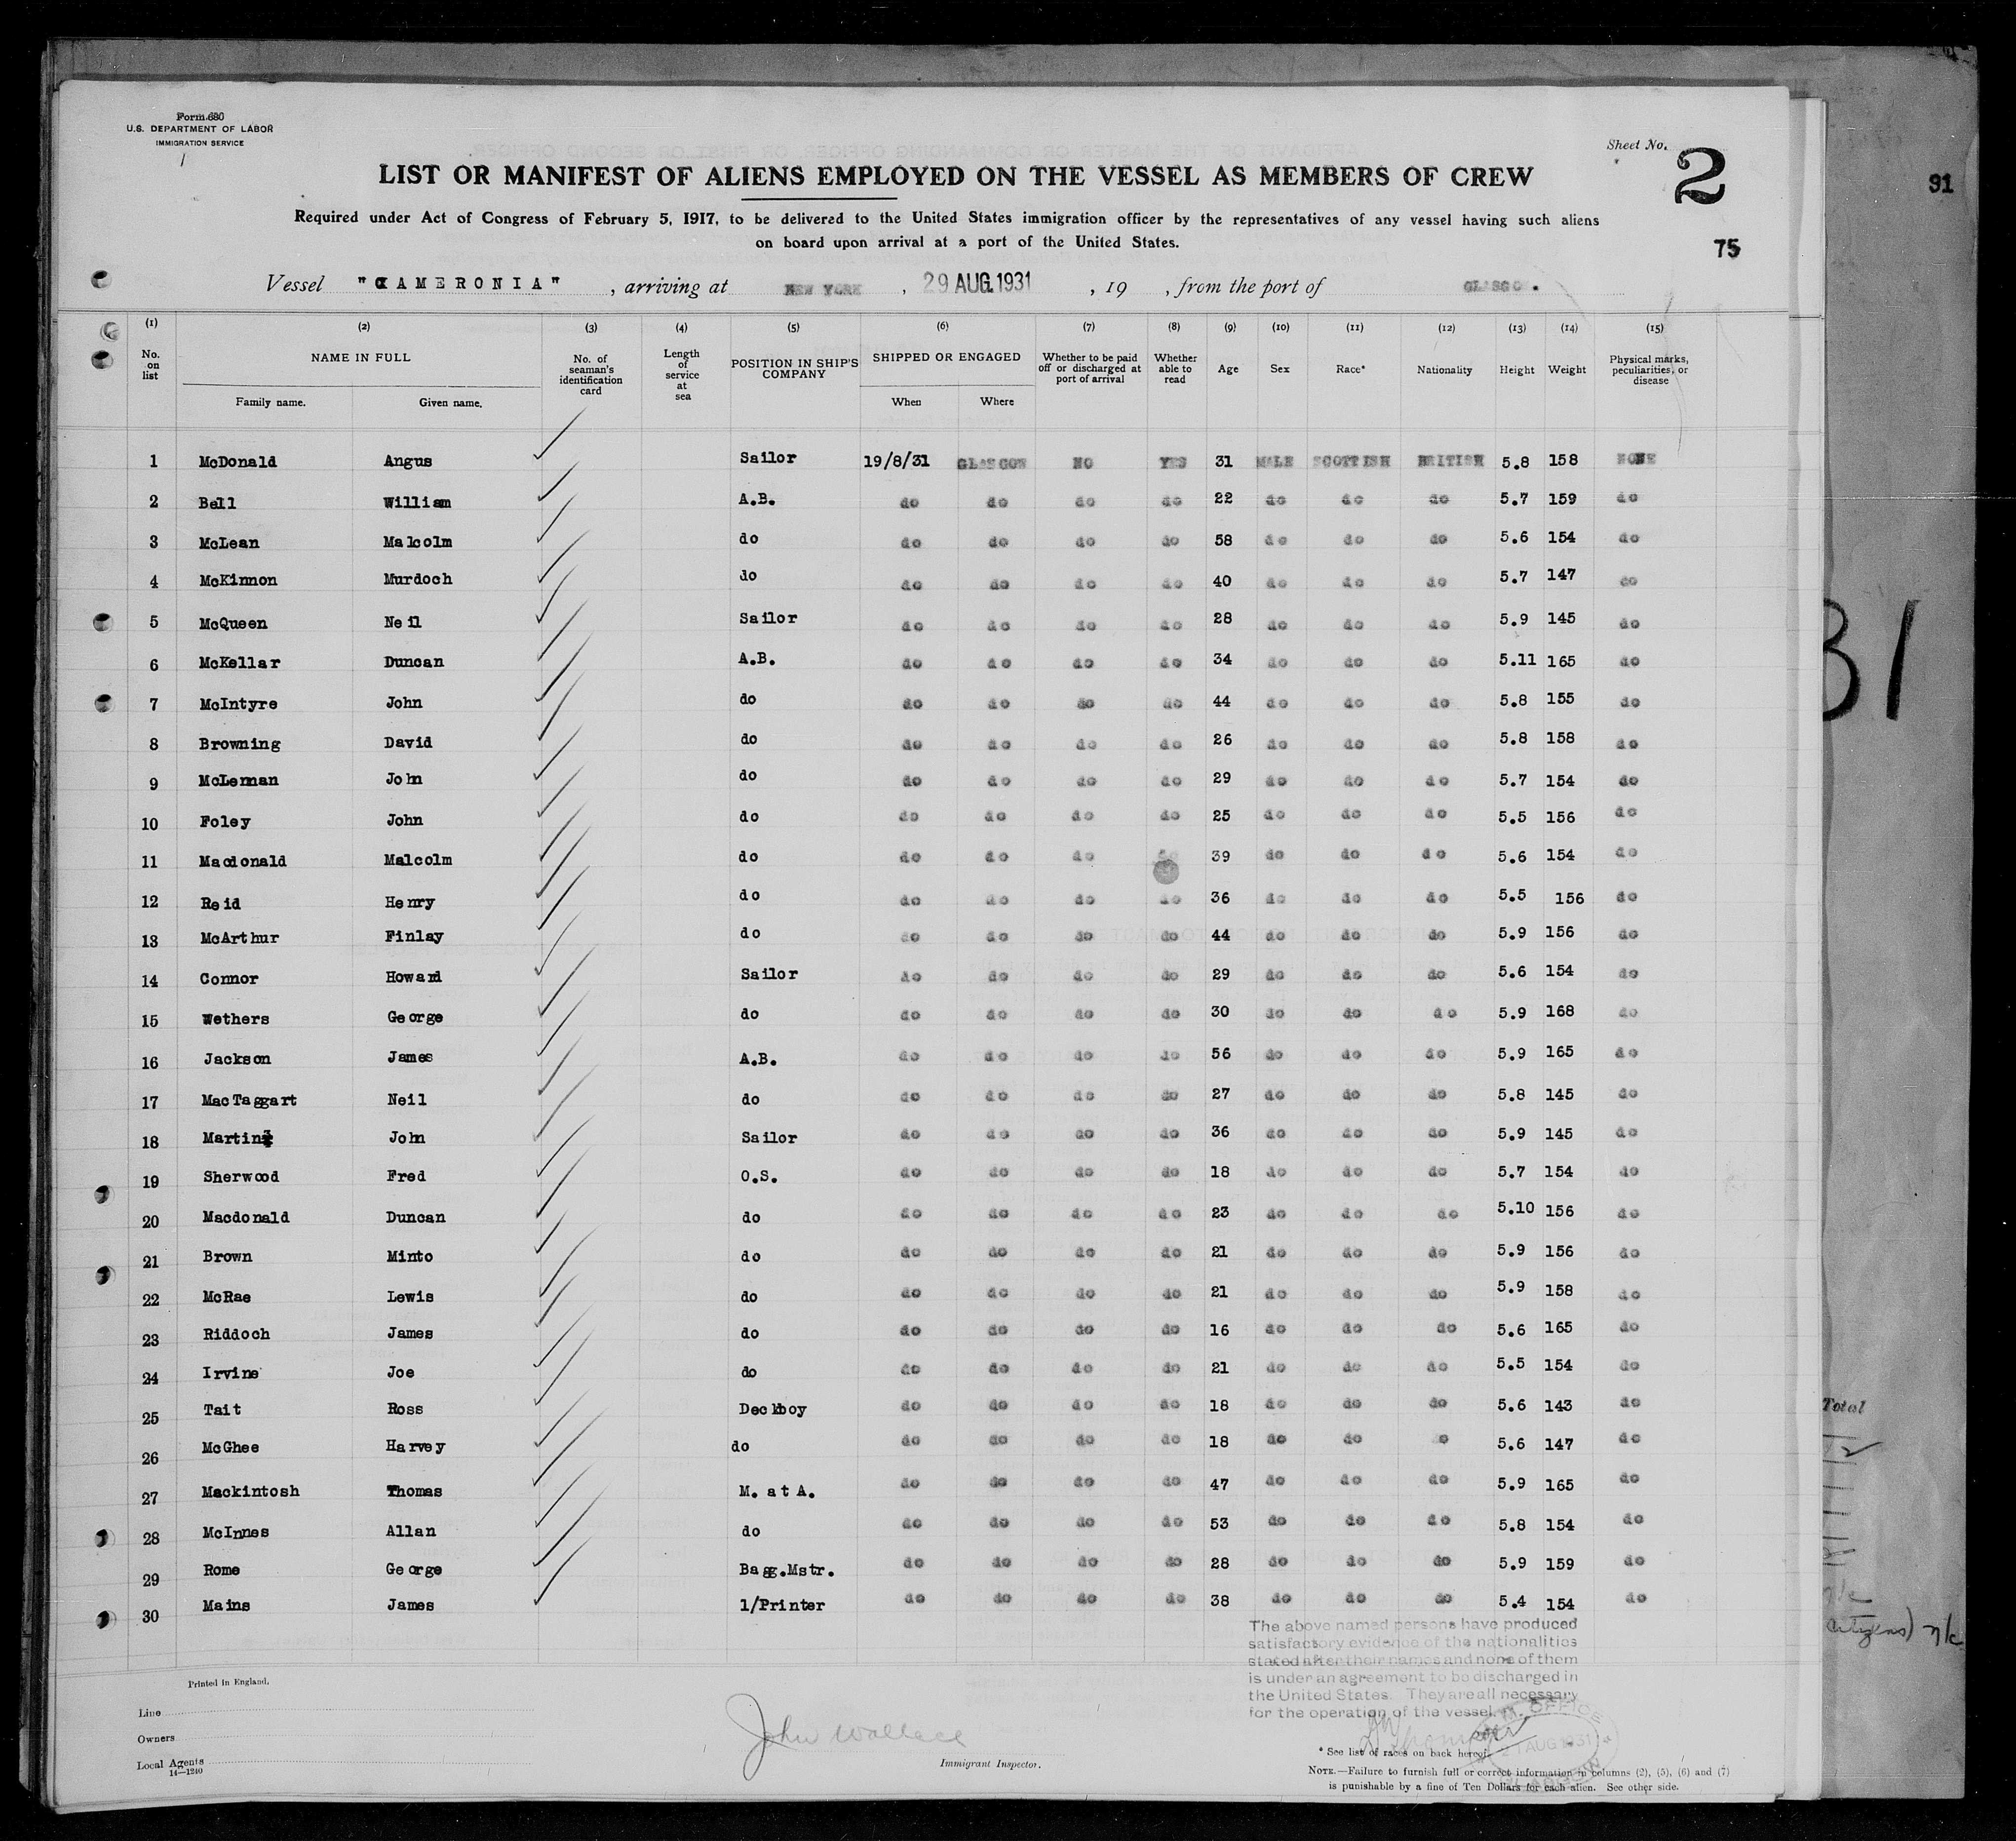 Form 680
U.S. DEPARTMENT OF LABOR
IMMIGRATION SERVICE
Sheet No. 2
91
LIST OR MANIFEST OF ALIENS EMPLOYED ON THE VESSEL AS MEMBERS OF CREW
Required under Act of Congress of February 5, 1917, to be delivered to the United States immigration officer by the representatives of any vessel having such aliens
on board upon arrival at a port of the United States.
75
Vessel "CAMERONIA", arriving at NEW YORK, 29 AUG. 1931, 19 , from the port of GLASGOW.
(1) (2) (3) (4) (5) (6) (7) (8) (9) (10) (11) (12) (13) (14) (15)
No. on list NAME IN FULL Family name. Given name. No. of seaman's identification card Length of service at sea POSITION IN SHIP'S COMPANY SHIPPED OR ENGAGED When Where Whether to be paid off or discharged at port of arrival Whether able to read Age Sex Race* Nationality Height Weight Physical marks, peculiarities, or disease
1 McDonald Angus Sailor 19/8/31 GLASGOW NO YES 31 MALE SCOTTISH BRITISH 5.8 158 NONE
2 Bell William A.B. do do do do 22 do do do 5.7 159 do
3 McLean Malcolm do do do do do 58 do do do 5.6 154 do
4 McKinnon Murdoch do do do do do 40 do do do 5.7 147 do
5 McQueen Neil Sailor do do do do 28 do do do 5.9 145 do
6 McKellar Duncan A.B. do do do do 34 do do do 5.11 165 do
7 McIntyre John do do do do do 44 do do do 5.8 155 do
8 Browning David do do do do do 26 do do do 5.8 158 do
9 McLernan John do do do do do 29 do do do 5.7 154 do
10 Foley John do do do do do 25 do do do 5.5 156 do
11 Macdonald Malcolm do do do do do 39 do do do 5.6 154 do
12 Reid Henry do do do do do 36 do do do 5.5 156 do
13 McArthur Finlay do do do do do 44 do do do 5.9 156 do
14 Connor Howard Sailor do do do do 29 do do do 5.6 154 do
15 Wethers George do do do do do 30 do do do 5.9 168 do
16 Jackson James A.B. do do do do 56 do do do 5.9 165 do
17 MacTaggart Neil do do do do do 27 do do do 5.8 145 do
18 Martin John Sailor do do do do 36 do do do 5.9 145 do
19 Sherwood Fred O.S. do do do do 18 do do do 5.7 154 do
20 Macdonald Duncan do do do do do 23 do do do 5.10 156 do
21 Brown Minto do do do do do 21 do do do 5.9 156 do
22 McRae Lewis do do do do do 21 do do do 5.9 158 do
23 Riddoch James do do do do do 16 do do do 5.6 165 do
24 Irvine Joe do do do do do 21 do do do 5.5 154 do
25 Tait Ross Deckboy do do do do 18 do do do 5.6 143 do
26 McGhee Harvey do do do do do 18 do do do 5.6 147 do
27 Mackintosh Thomas M. at A. do do do do 47 do do do 5.9 165 do
28 McInnes Allan do do do do do 53 do do do 5.8 154 do
29 Rome George Bagg.Mstr. do do do do 28 do do do 5.9 159 do
30 Mains James 1/Printer do do do do 38 do do do 5.4 154 do
31
Total
The above named persons have produced
satisfactory evidence of the nationalities
stated after their names and none of them
is under an agreement to be discharged in
the United States. They are all necessary
for the operation of the vessel.
Printed in England.
Line
Owners
Local Agents
14—1240
John Wallace
Immigrant Inspector.
* See list of races on back hereof.
NOTE.—Failure to furnish full or correct information in columns (2), (5), (6) and (7)
is punishable by a fine of Ten Dollars for each alien. See other side.